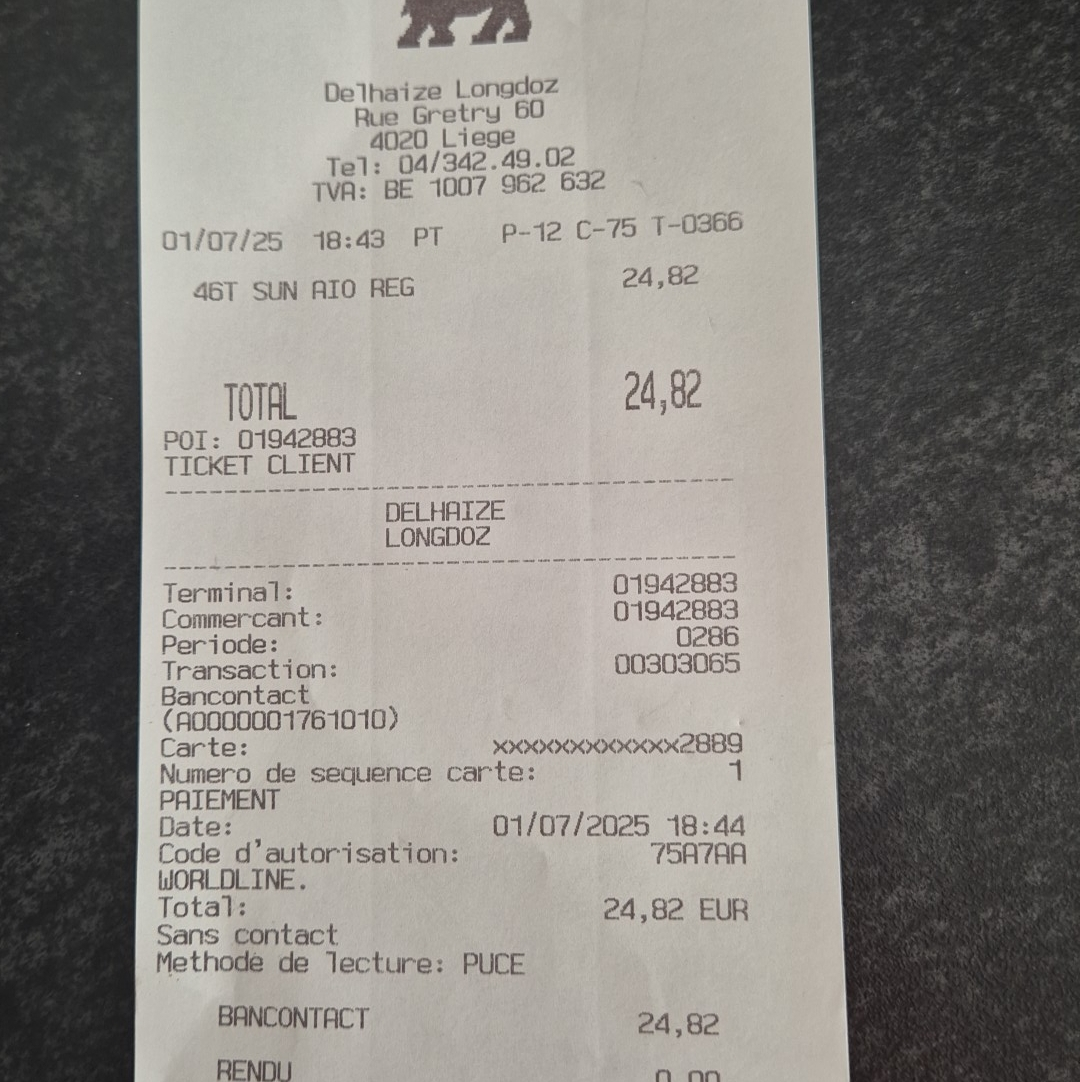 Delhaize Longdoz
Rue Gretry 60
4020 Liege
Tel: 04/342.49.02
TVA: BE 1007 962 632
01/07/25 18:43 PT P-12 C-75 T-0366
46T SUN AIO REG 24,82
TOTAL 24,82
POI: 01942883
TICKET CLIENT
DELHAIZE
LONGDOZ
Terminal: 01942883
Commercant: 01942883
Periode: 0286
Transaction: 00303065
Bancontact
(A0000001761010)
Carte: xxxxxxxxxxxxx2889
Numero de sequence carte: 1
PAIEMENT
Date: 01/07/2025 18:44
Code d'autorisation: 75A7AA
WORLDLINE.
Total: 24,82 EUR
Sans contact
Methode de lecture: PUCE
BANCONTACT 24,82
RENDU 0,00